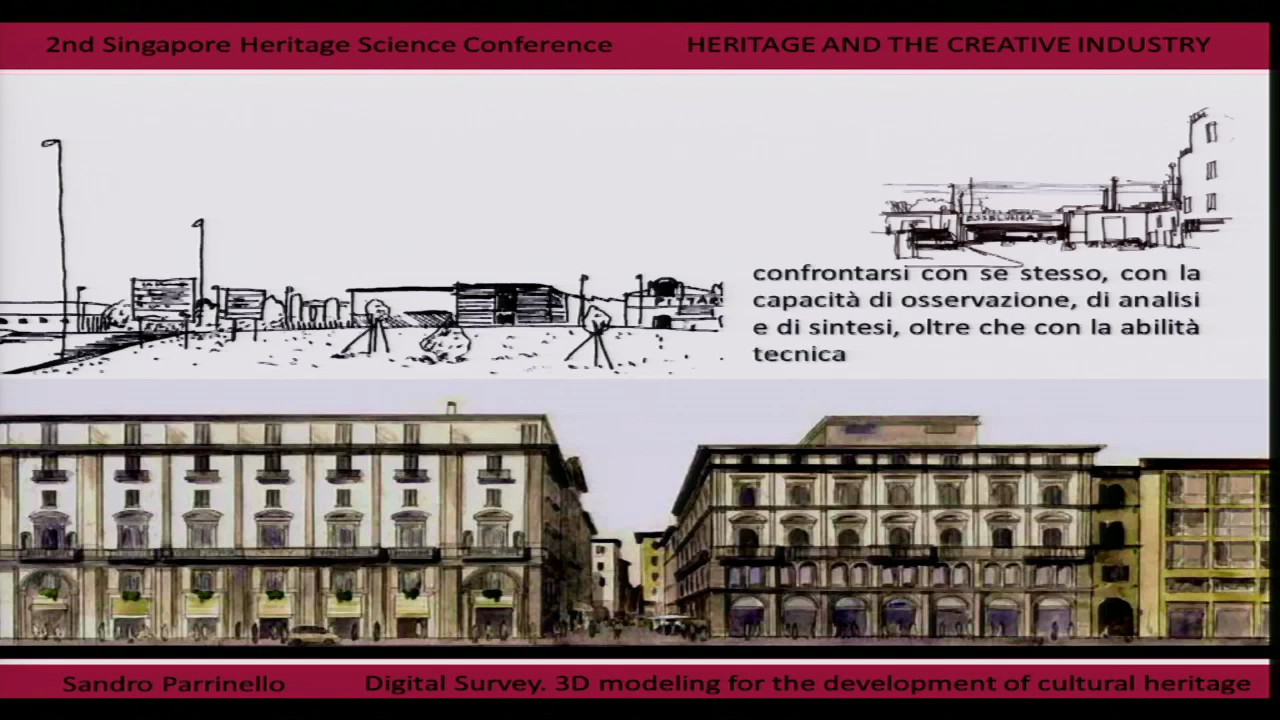 2nd Singapore Heritage Science Conference
HERITAGE AND THE CREATIVE INDUSTRY
confrontarsi con se stesso, con la
capacità di osservazione, di analisi
e di sintesi, oltre che con la abilità
tecnica
Sandro Parrinello
Digital Survey. 3D modeling for the development of cultural heritage